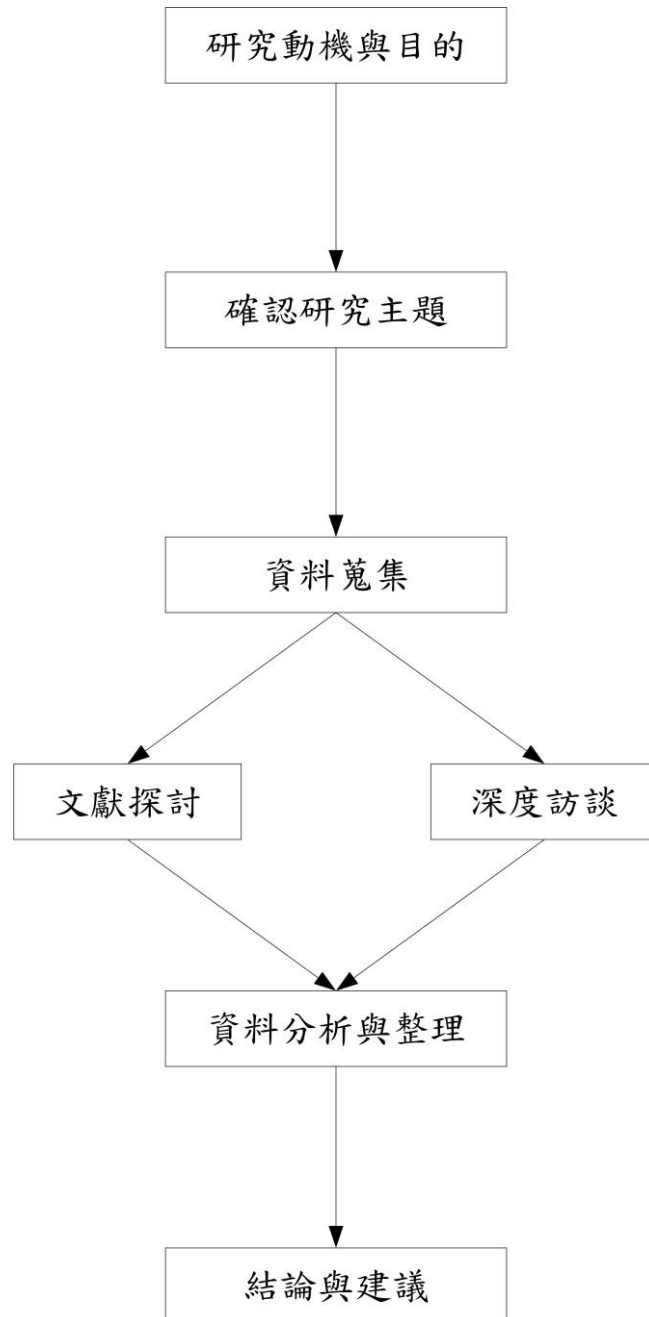 研究動機與目的
確認研究主題
資料蒐集
文獻探討
深度訪談
資料分析與整理
結論與建議